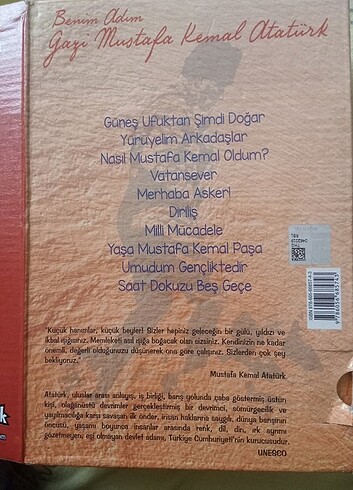 Benim Adım
Gazi Mustafa Kemal Atatürk
Güneş Ufuktan Şimdi Doğar
Yürüyelim Arkadaşlar
Nasıl Mustafa Kemal Oldum?
Vatansever
Merhaba Asker!
Diriliş
Milli Mücadele
Yaşa Mustafa Kemal Paşa
Umudum Gençliktedir
Saat Dokuzu Beş Geçe
"Küçük hanımlar, küçük beyler! Sizler hepiniz geleceğin bir gülü, yıldızı ve
ikbal ışığısınız. Memleketi asıl ışığa boğacak olan sizsiniz. Kendinizin ne kadar
önemli, değerli olduğunuzu düşünerek ona göre çalışınız. Sizlerden çok şey
bekliyoruz."
Mustafa Kemal Atatürk
Atatürk, uluslar arası anlayış, iş birliği, barış yolunda çaba göstermiş üstün
kişi, olağanüstü devrimler gerçekleştirmiş bir devrimci, sömürgecilik ve
yayılmacılığa karşı savaşan ilk önder, insan haklarına saygılı, dünya barışının
öncüsü, yaşamı boyunca insanlar arasında renk, dil, din, ırk ayrımı
gözetmeyen, eşi olmayan devlet adamı, Türkiye Cumhuriyeti'nin kurucusudur.
UNESCO